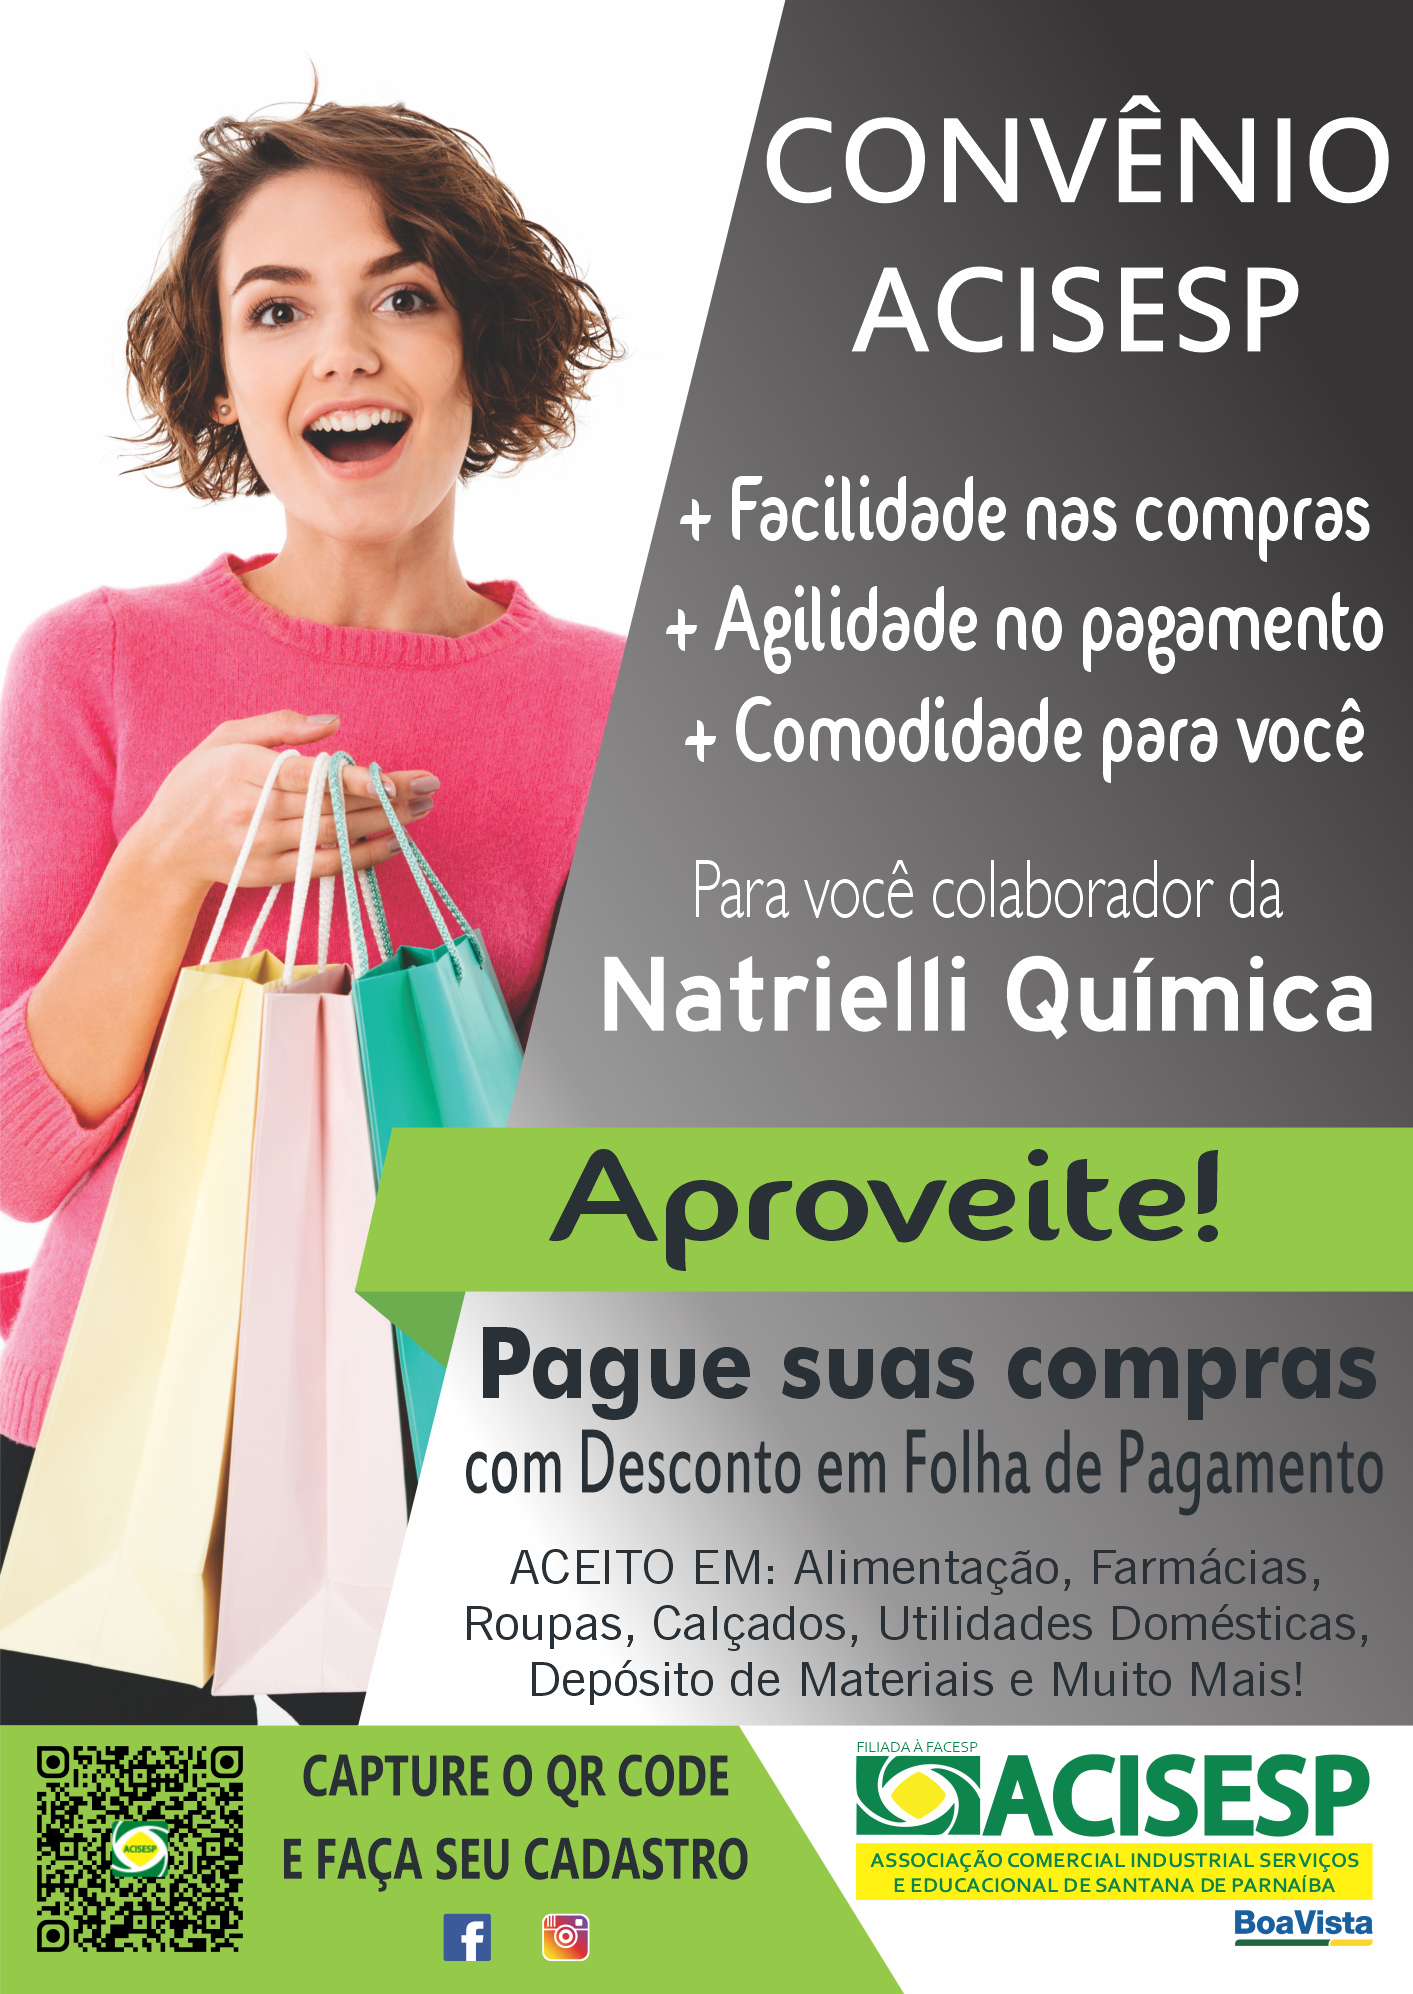 CONVÊNIO
ACISESP
+ Facilidade nas compras
+ Agilidade no pagamento
+ Comodidade para você
Para você colaborador da
Natrielli Química
Aproveite!
Pague suas compras
com Desconto em Folha de Pagamento
ACEITO EM: Alimentação, Farmácias,
Roupas, Calçados, Utilidades Domésticas,
Depósito de Materiais e Muito Mais!
ACISESP
CAPTURE O QR CODE
E FAÇA SEU CADASTRO
FILIADA À FACESP
ACISESP
ASSOCIAÇÃO COMERCIAL INDUSTRIAL SERVIÇOS
E EDUCACIONAL DE SANTANA DE PARNAÍBA
BoaVista